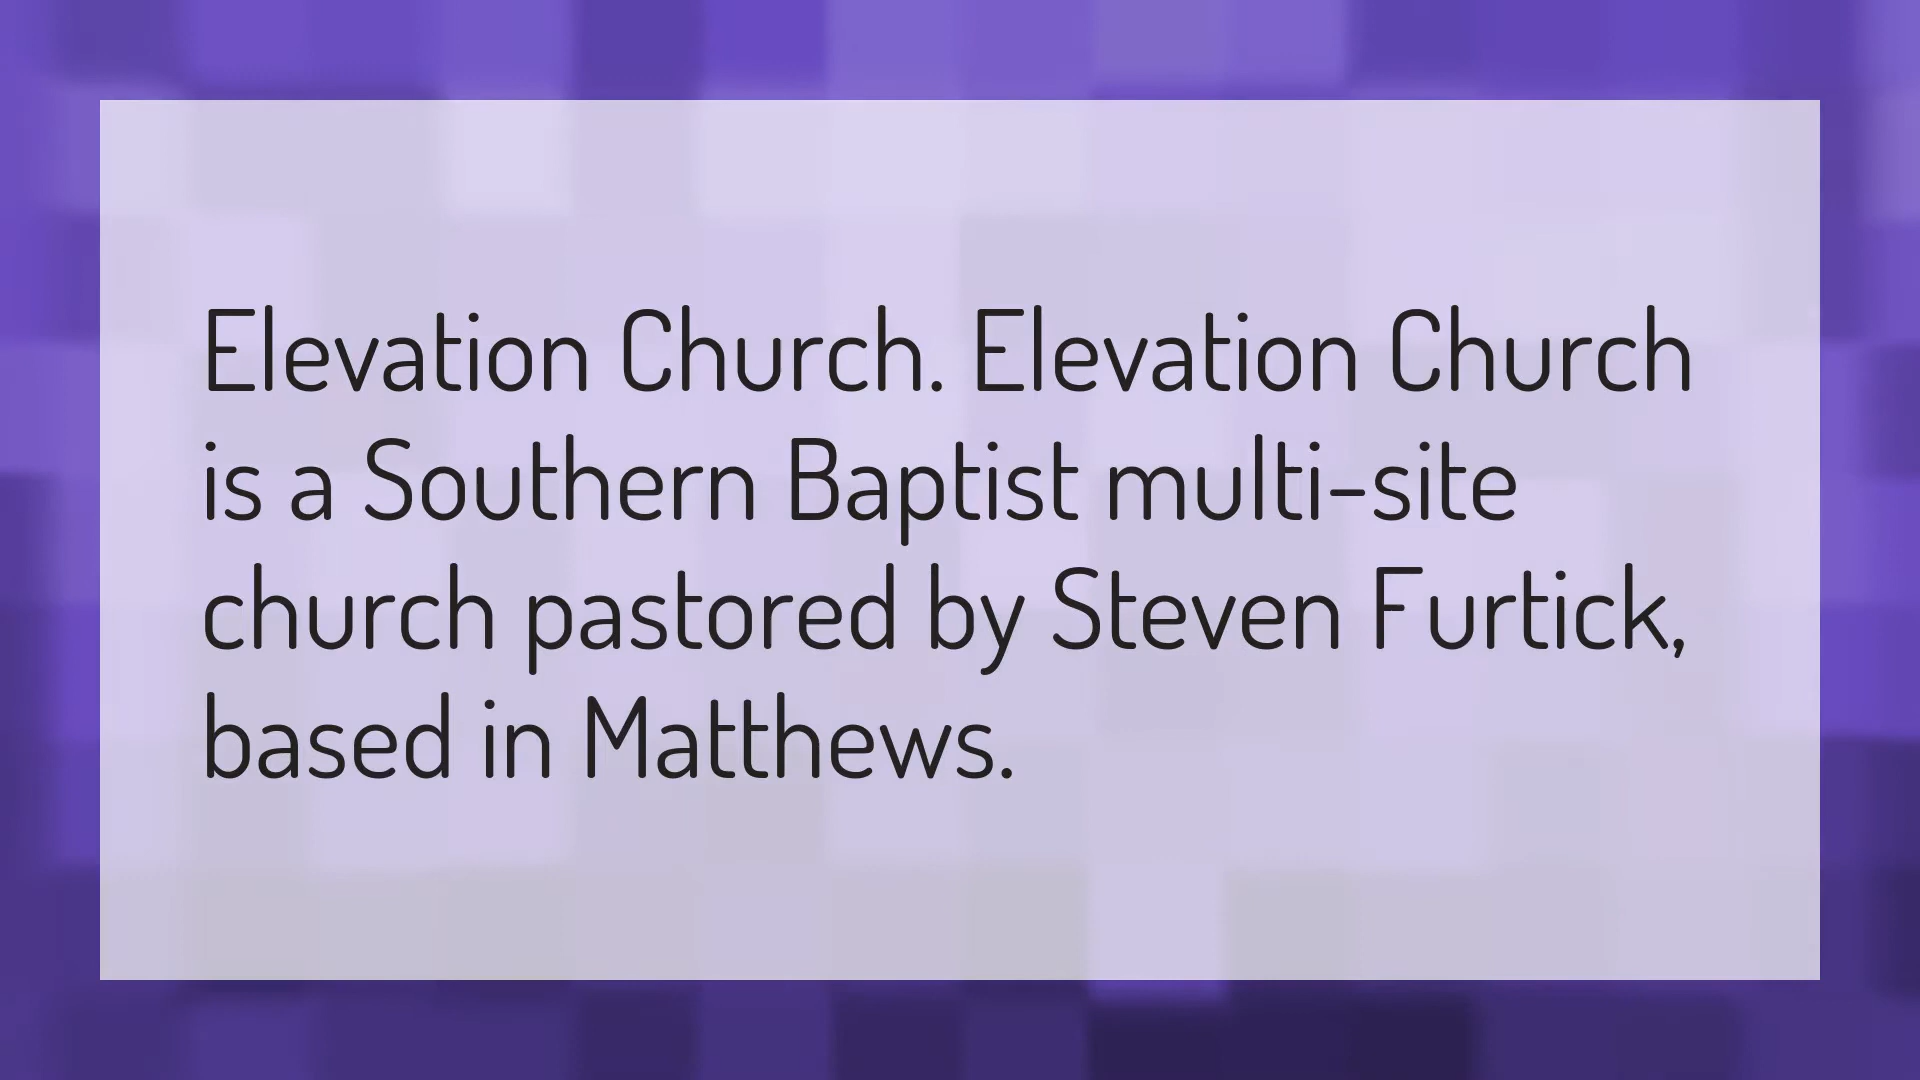 Elevation Church. Elevation Church
is a Southern Baptist multi-site
church pastored by Steven Furtick,
based in Matthews.